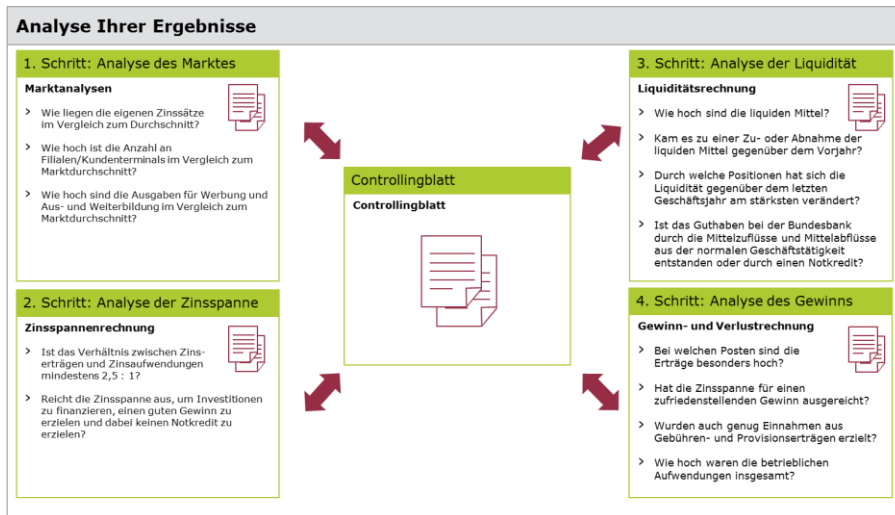 Analyse Ihrer Ergebnisse
1. Schritt: Analyse des Marktes
Marktanalysen
> Wie liegen die eigenen Zinssätze
im Vergleich zum Durchschnitt?
> Wie hoch ist die Anzahl an
Filialen/Kundenterminals im Vergleich zum
Marktdurchschnitt?
> Wie hoch sind die Ausgaben für Werbung und
Aus- und Weiterbildung im Vergleich zum
Marktdurchschnitt?
2. Schritt: Analyse der Zinsspanne
Zinsspannenrechnung
> Ist das Verhältnis zwischen Zins-
erträgen und Zinsaufwendungen
mindestens 2,5 : 1?
> Reicht die Zinsspanne aus, um Investitionen
zu finanzieren, einen guten Gewinn zu
erzielen und dabei keinen Notkredit zu
erzielen?
Controllingblatt
Controllingblatt
3. Schritt: Analyse der Liquidität
Liquiditätsrechnung
> Wie hoch sind die liquiden Mittel?
> Kam es zu einer Zu- oder Abnahme der
liquiden Mittel gegenüber dem Vorjahr?
> Durch welche Positionen hat sich die
Liquidität gegenüber dem letzten
Geschäftsjahr am stärksten verändert?
> Ist das Guthaben bei der Bundesbank
durch die Mittelzuflüsse und Mittelabflüsse
aus der normalen Geschäftstätigkeit
entstanden oder durch einen Notkredit?
4. Schritt: Analyse des Gewinns
Gewinn- und Verlustrechnung
> Bei welchen Posten sind die
Erträge besonders hoch?
> Hat die Zinsspanne für einen
zufriedenstellenden Gewinn ausgereicht?
> Wurden auch genug Einnahmen aus
Gebühren- und Provisionserträgen erzielt?
> Wie hoch waren die betrieblichen
Aufwendungen insgesamt?